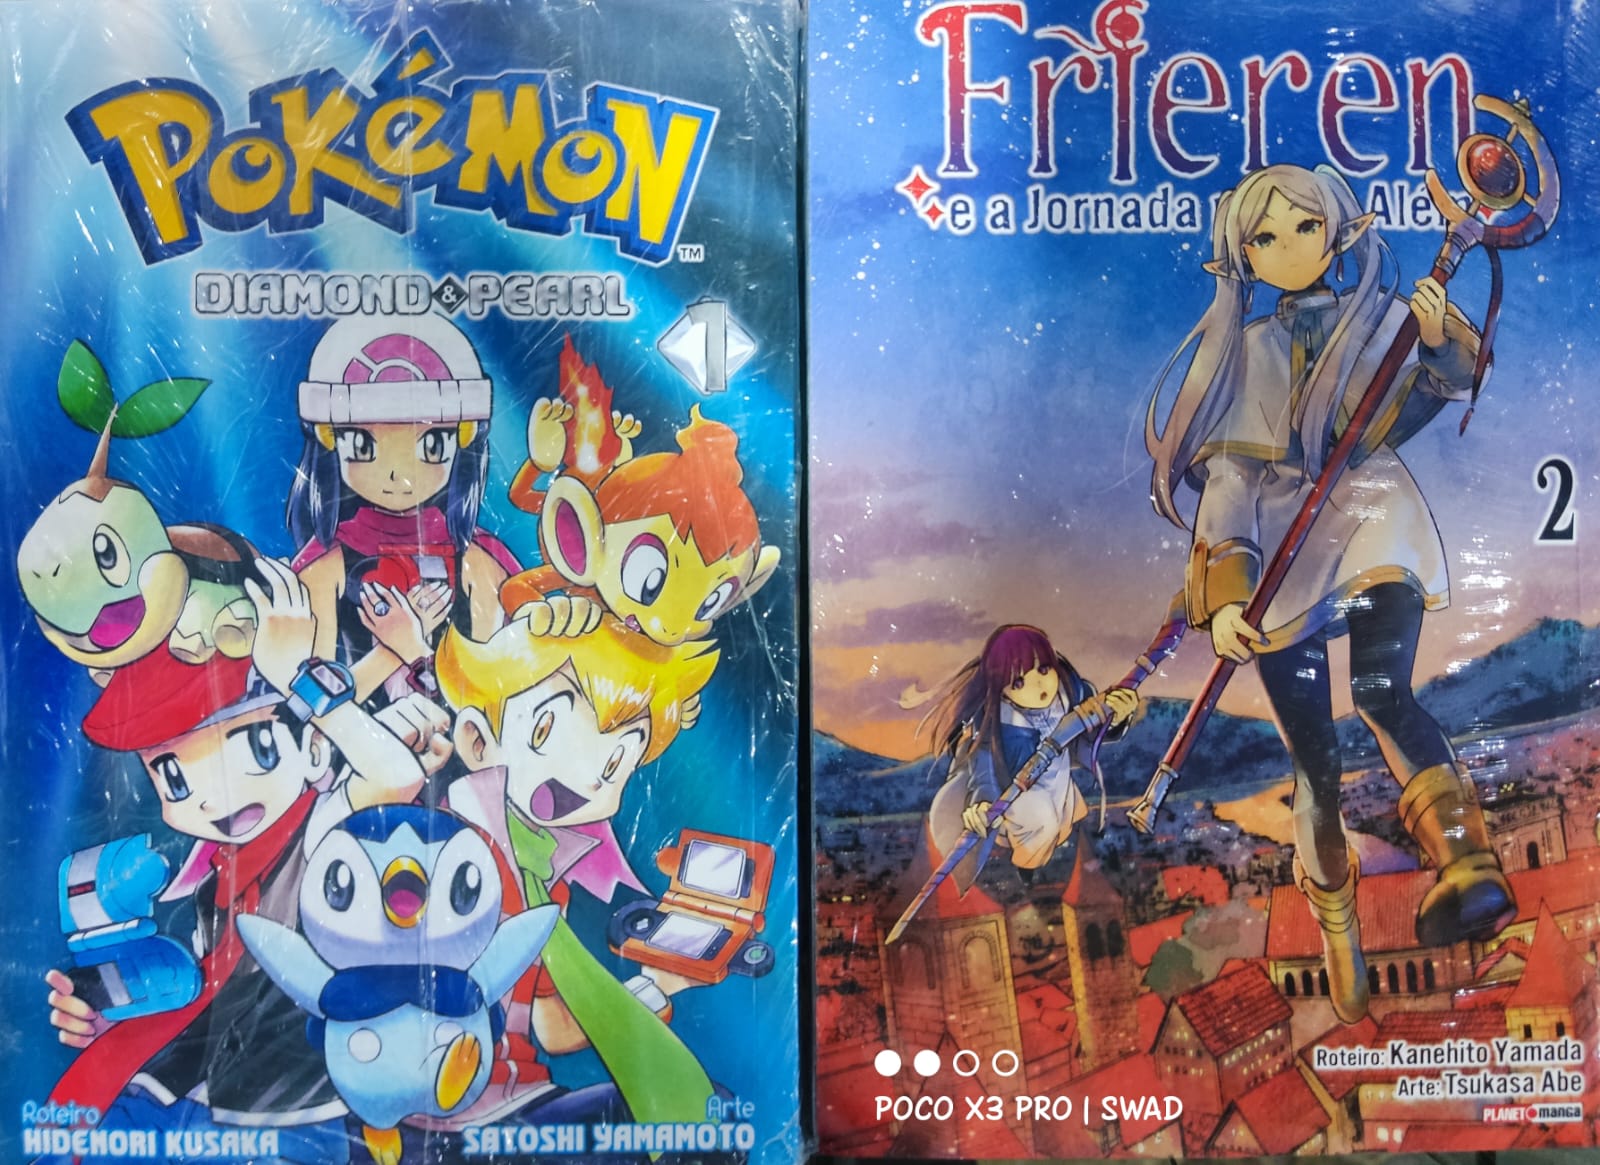 POKÉMON
TM
DIAMOND & PEARL
1
Roteiro
HIDENORI KUSAKA
Arte
SATOSHI YAMAMOTO
Frieren
e a Jornada
Além
2
Roteiro: Kanehito Yamada
Arte: Tsukasa Abe
PLANET manga
POCO X3 PRO | SWAD